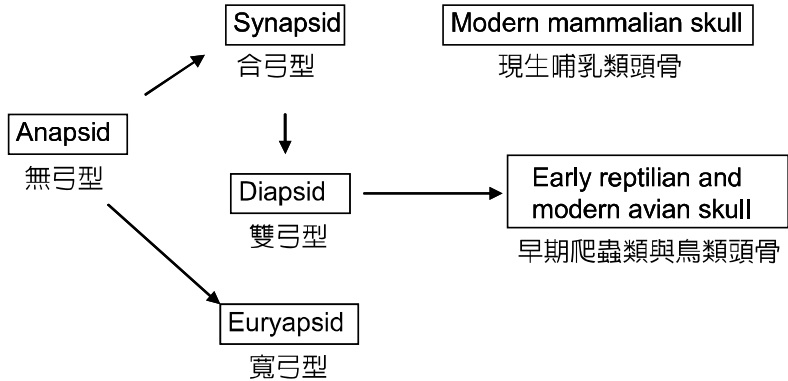 Synapsid
合弓型
Modern mammalian skull
現生哺乳類頭骨
Anapsid
無弓型
Diapsid
雙弓型
Early reptilian and
modern avian skull
早期爬蟲類與鳥類頭骨
Euryapsid
寬弓型